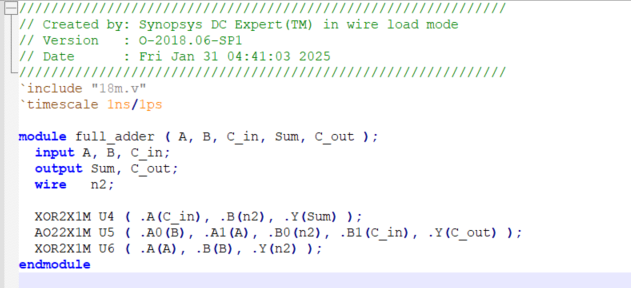 ////////////////////////////////////////////////////////////
// Created by: Synopsys DC Expert(TM) in wire load mode
// Version   : O-2018.06-SP1
// Date      : Fri Jan 31 04:41:03 2025
////////////////////////////////////////////////////////////
`include "18m.v"
`timescale 1ns/1ps
module full_adder ( A, B, C_in, Sum, C_out );
  input A, B, C_in;
  output Sum, C_out;
  wire   n2;
  XOR2X1M U4 ( .A(C_in), .B(n2), .Y(Sum) );
  AO22X1M U5 ( .A0(B), .A1(A), .B0(n2), .B1(C_in), .Y(C_out) );
  XOR2X1M U6 ( .A(A), .B(B), .Y(n2) );
endmodule